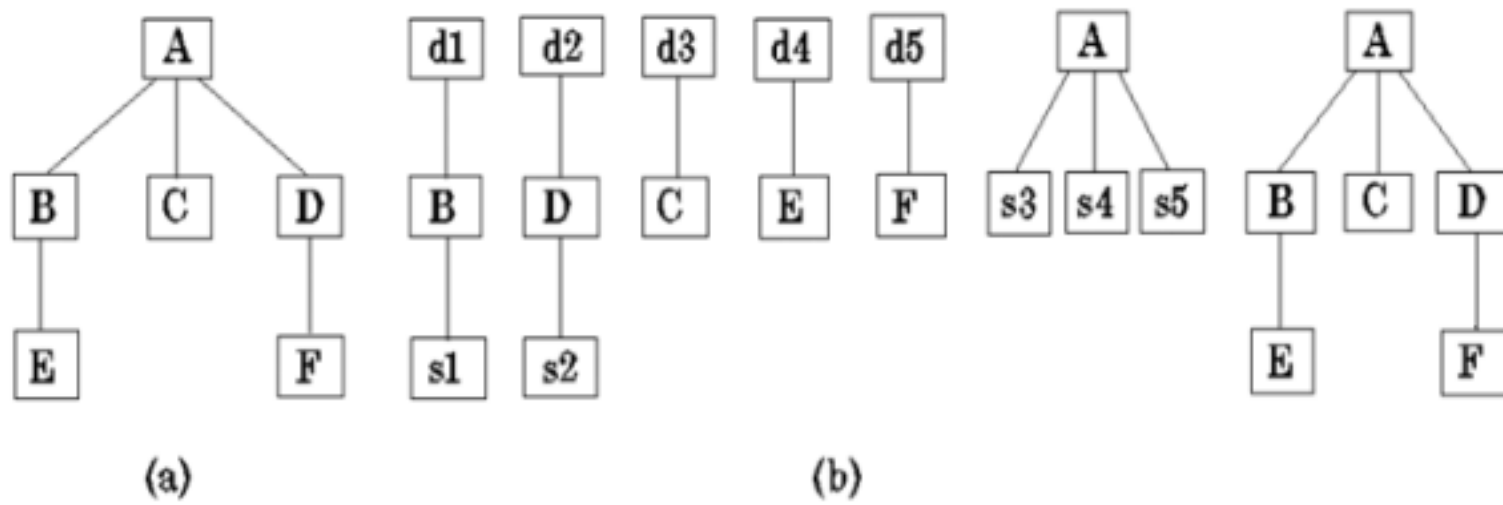 A d1 d2 d3 d4 d5 A A
B C D B D C E F s3 s4 s5 B C D
E F s1 s2 E F
(a) (b)